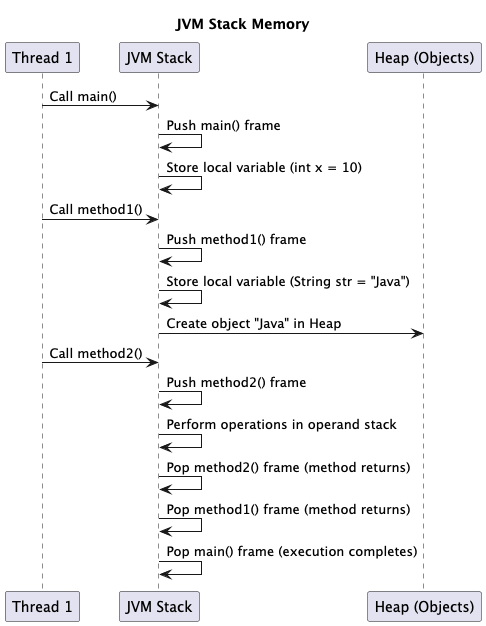 JVM Stack Memory
Thread 1 JVM Stack Heap (Objects)
Call main()
Push main() frame
Store local variable (int x = 10)
Call method1()
Push method1() frame
Store local variable (String str = "Java")
Create object "Java" in Heap
Call method2()
Push method2() frame
Perform operations in operand stack
Pop method2() frame (method returns)
Pop method1() frame (method returns)
Pop main() frame (execution completes)
Thread 1 JVM Stack Heap (Objects)